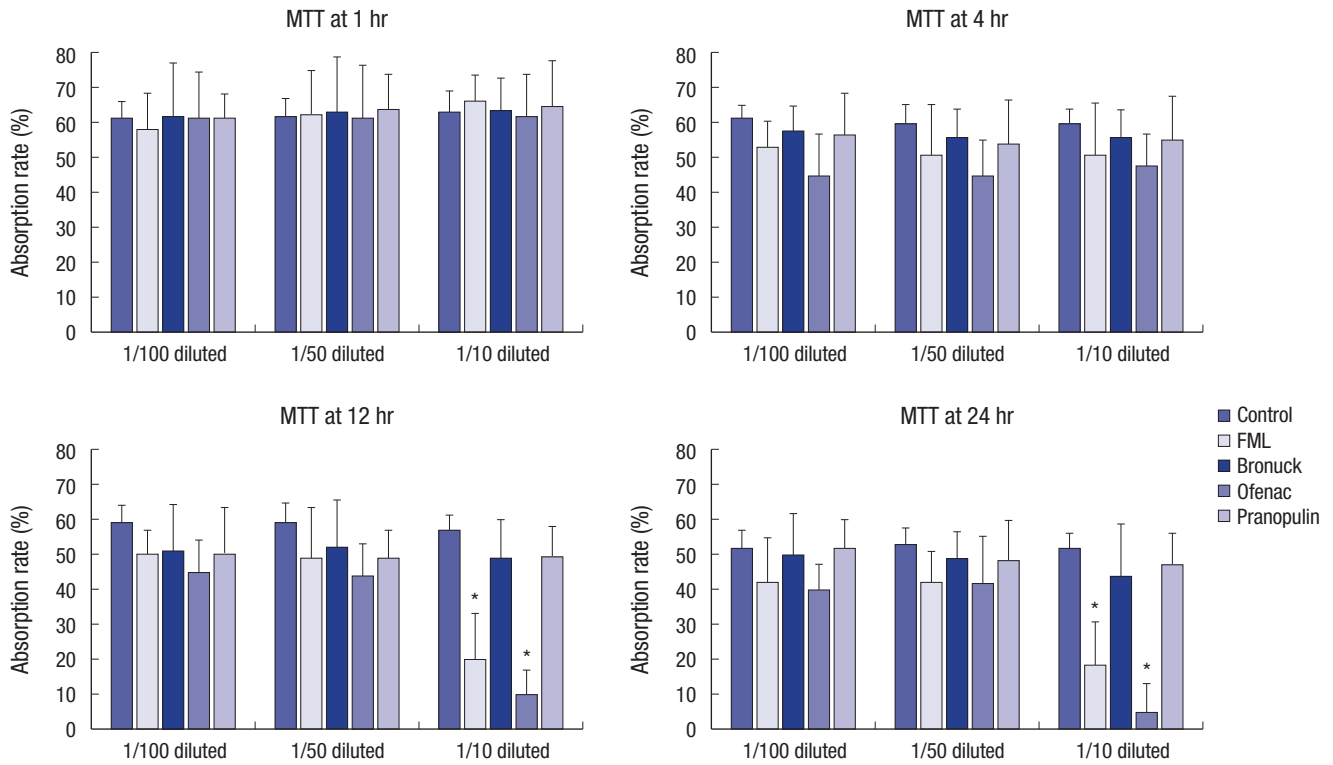 MTT at 1 hr
Absorption rate (%)
80
70
60
50
40
30
20
10
0
1/100 diluted
1/50 diluted
1/10 diluted
MTT at 4 hr
Absorption rate (%)
80
70
60
50
40
30
20
10
0
1/100 diluted
1/50 diluted
1/10 diluted
MTT at 12 hr
Absorption rate (%)
80
70
60
50
40
30
20
10
0
*
*
1/100 diluted
1/50 diluted
1/10 diluted
MTT at 24 hr
Absorption rate (%)
80
70
60
50
40
30
20
10
0
*
*
1/100 diluted
1/50 diluted
1/10 diluted
Control
FML
Bronuck
Ofenac
Pranopulin